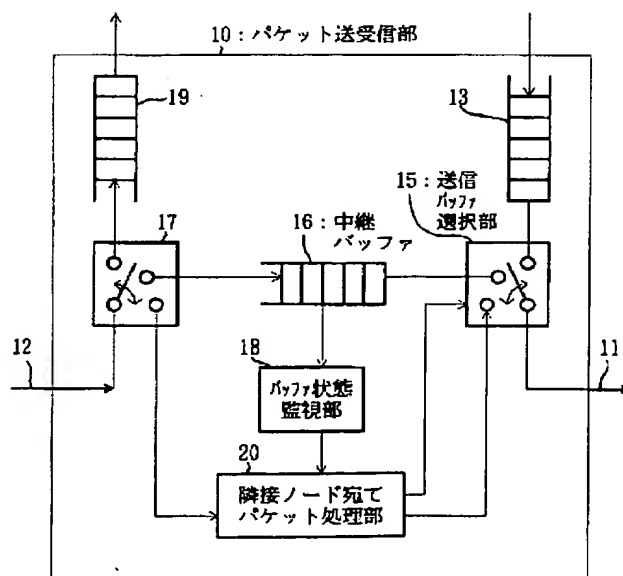 10：パケット送受信部
19
13
15：送信
バッファ
選択部
17
16：中継
バッファ
12
11
18
バッファ状態
監視部
20
隣接ノード宛て
パケット処理部